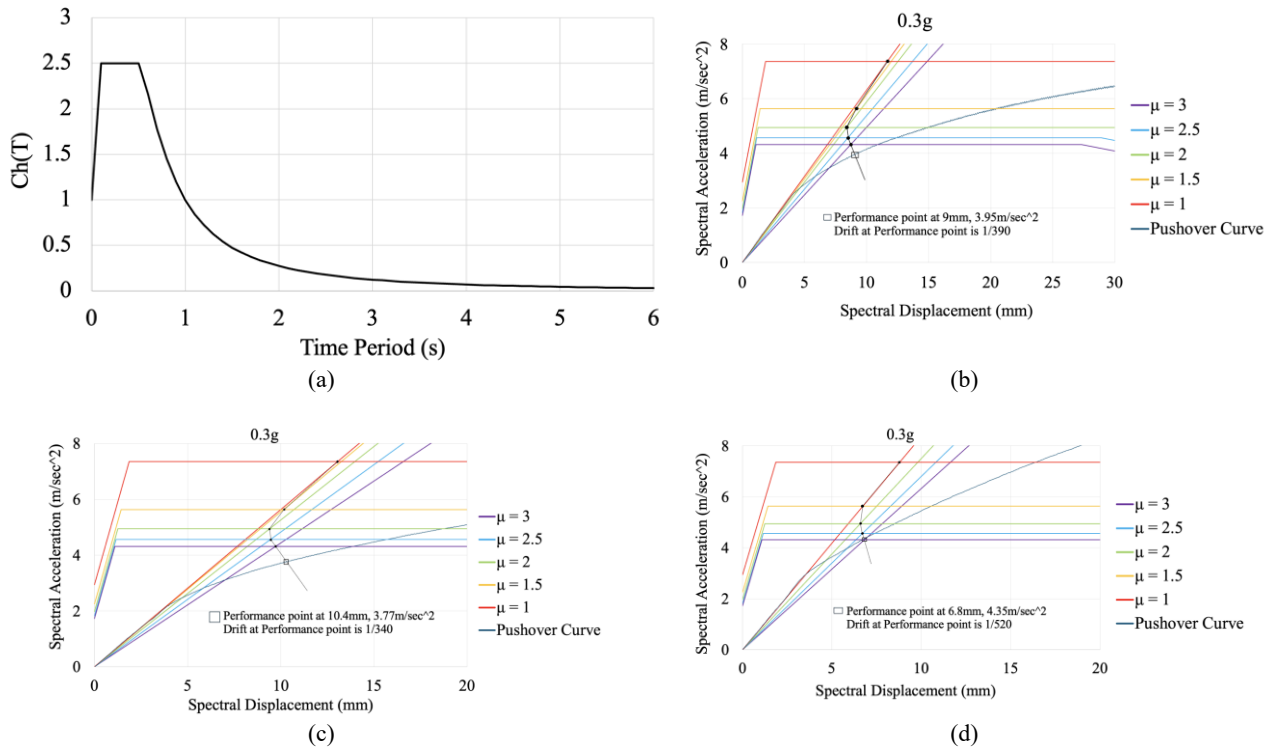 3
2.5
2
1.5
1
0.5
0
Ch(T)
0 1 2 3 4 5 6
Time Period (s)
(a)
0.3g
8
6
4
2
0
Spectral Acceleration (m/sec^2)
0 5 10 15 20 25 30
Spectral Displacement (mm)
Performance point at 9mm, 3.95m/sec^2
Drift at Performance point is 1/390
μ = 3
μ = 2.5
μ = 2
μ = 1.5
μ = 1
Pushover Curve
(b)
0.3g
8
6
4
2
0
Spectral Acceleration (m/sec^2)
0 5 10 15 20
Spectral Displacement (mm)
Performance point at 10.4mm, 3.77m/sec^2
Drift at Performance point is 1/340
μ = 3
μ = 2.5
μ = 2
μ = 1.5
μ = 1
Pushover Curve
(c)
0.3g
8
6
4
2
0
Spectral Acceleration (m/sec^2)
0 5 10 15 20
Spectral Displacement (mm)
Performance point at 6.8mm, 4.35m/sec^2
Drift at Performance point is 1/520
μ = 3
μ = 2.5
μ = 2
μ = 1.5
μ = 1
Pushover Curve
(d)